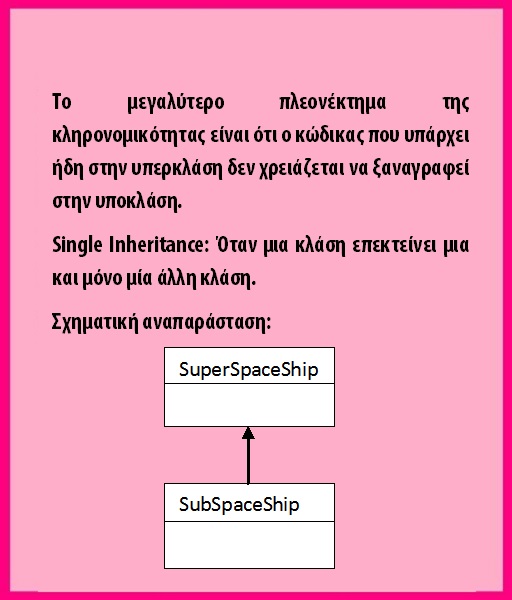 Το μεγαλύτερο πλεονέκτημα της
κληρονομικότητας είναι ότι ο κώδικας που υπάρχει
ήδη στην υπερκλάση δεν χρειάζεται να ξαναγραφεί
στην υποκλάση.
Single Inheritance: Όταν μια κλάση επεκτείνει μια
και μόνο μία άλλη κλάση.
Σχηματική αναπαράσταση:
SuperSpaceShip
SubSpaceShip